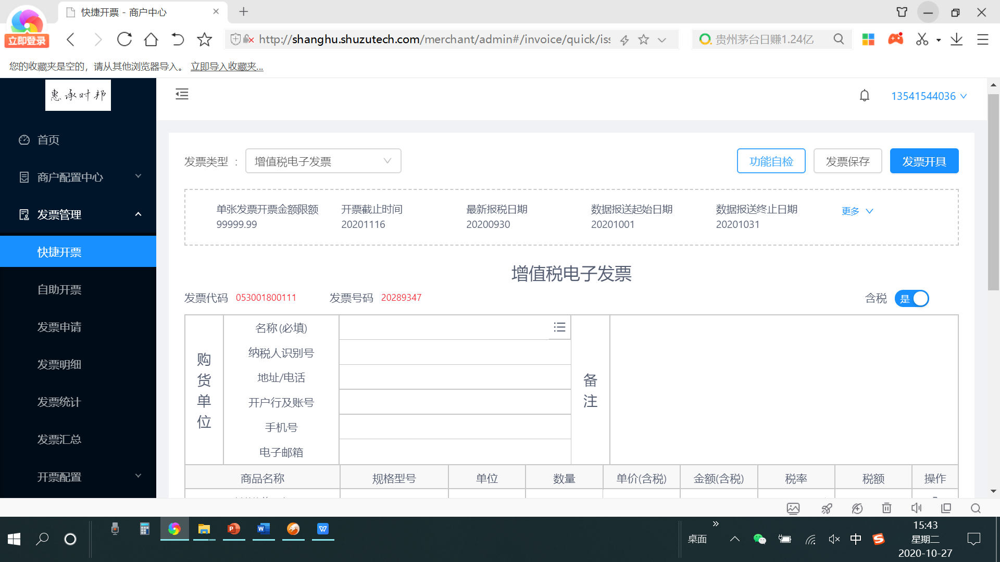 快捷开票 - 商户中心
立即登录
http://shanghu.shuzutech.com/merchant/admin#/invoice/quick/iss
贵州茅台日赚1.24亿
您的收藏夹是空的，请从其他浏览器导入。 立即导入收藏夹...
惠承时邦
13541544036
首页
商户配置中心
发票管理
快捷开票
自助开票
发票申请
发票明细
发票统计
发票汇总
开票配置
发票类型 : 增值税电子发票
功能自检 发票保存 发票开具
单张发票开票金额限额 开票截止时间 最新报税日期 数据报送起始日期 数据报送终止日期 更多
99999.99 20201116 20200930 20201001 20201031
增值税电子发票
发票代码 053001800111 发票号码 20289347 含税 是
购货单位
名称(必填)
纳税人识别号
地址/电话
开户行及账号
手机号
电子邮箱
备注
商品名称 规格型号 单位 数量 单价(含税) 金额(含税) 税率 税额 操作
桌面
中
15:43
星期二
2020-10-27